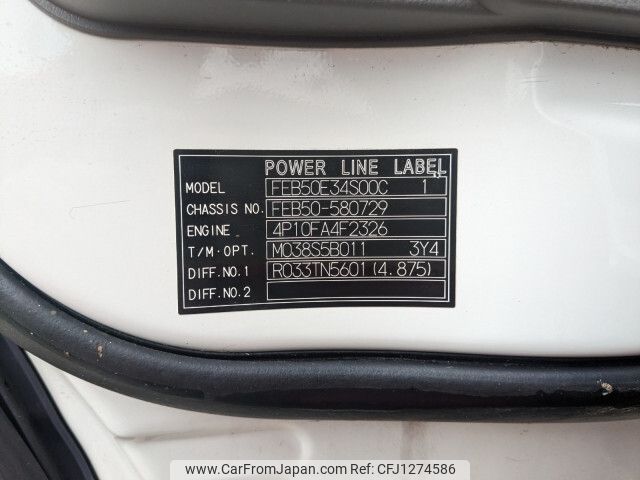 POWER LINE LABEL
MODEL FEB50E34S00C 1
CHASSIS NO. FEB50-580729
ENGINE 4P10FA4F2326
T/M·OPT. M038S5B011 3Y4
DIFF.NO.1 R033TN5601(4.875)
DIFF.NO.2
www.CarFromJapan.com - CFJ1274586